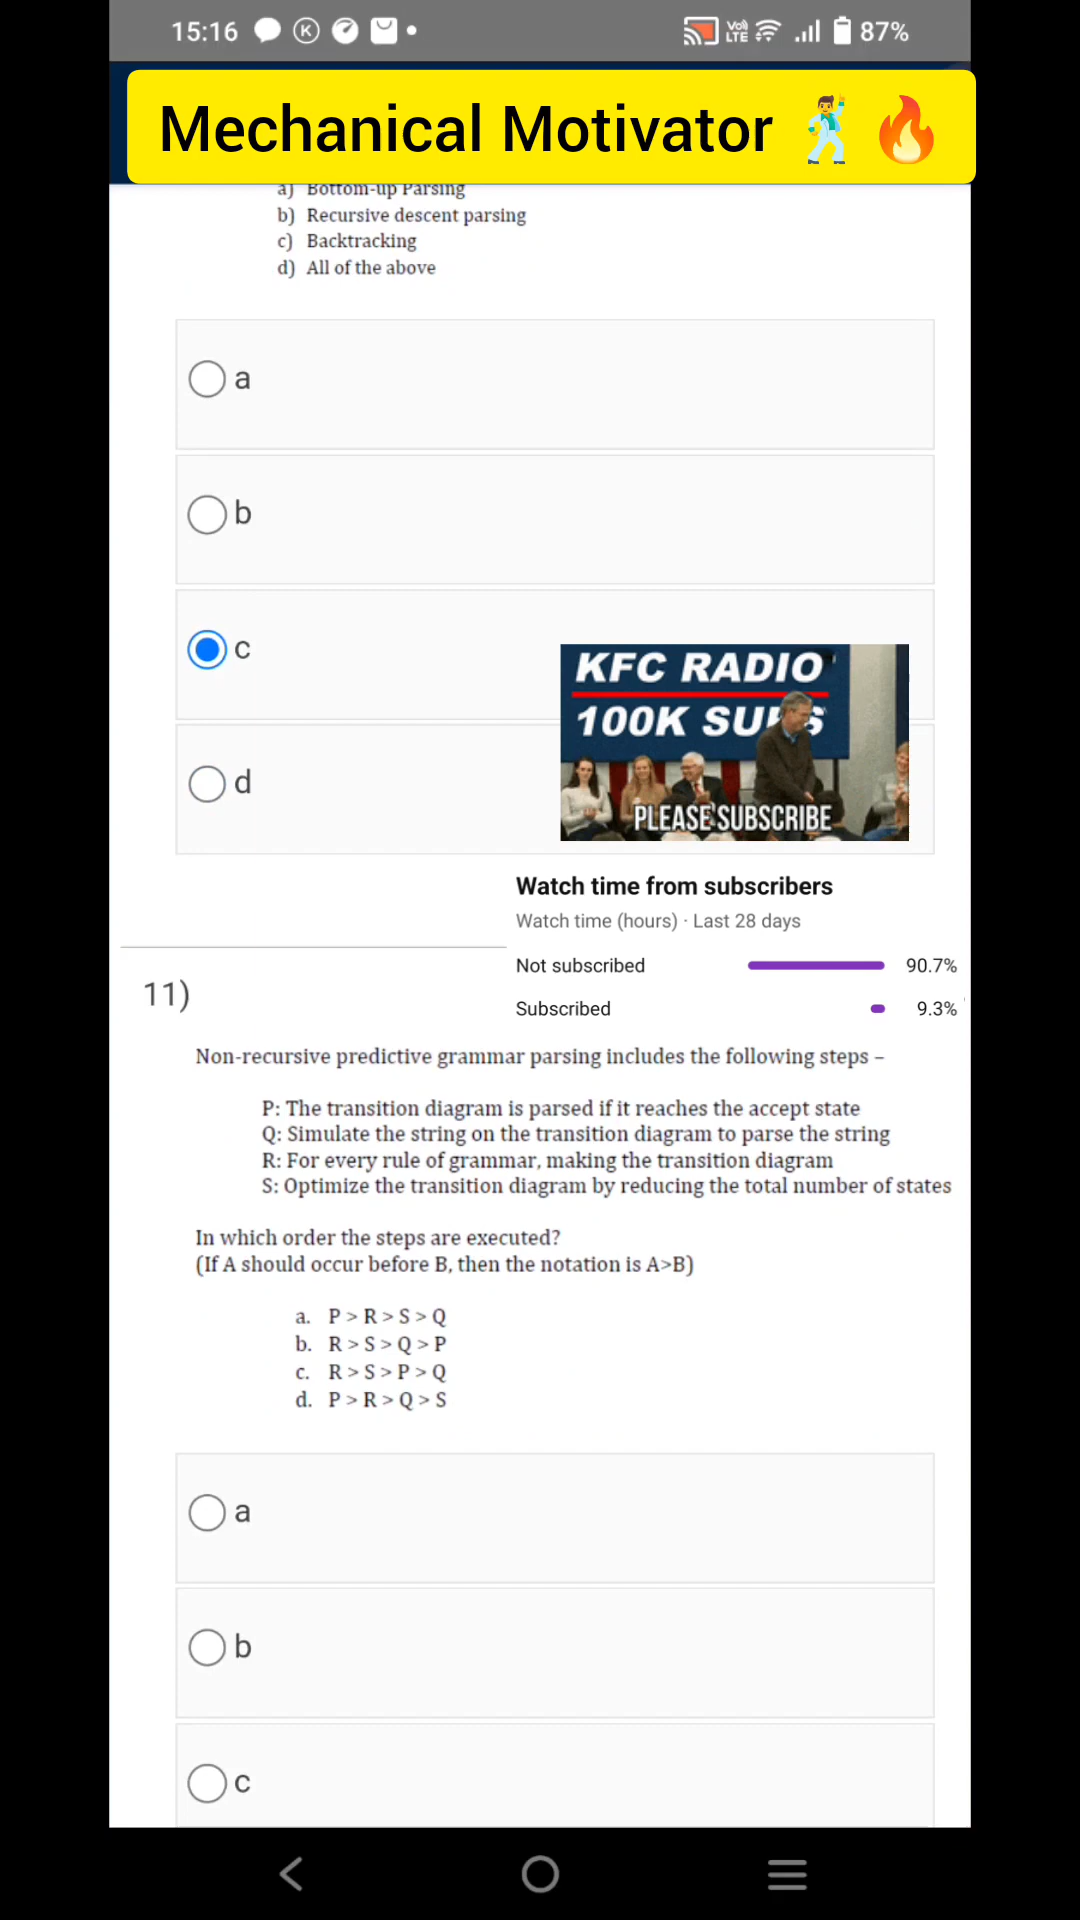 15:16
87%
Mechanical Motivator
a) Bottom-up Parsing
b) Recursive descent parsing
c) Backtracking
d) All of the above
a
b
c
d
KFC RADIO
100K SUBS
PLEASE SUBSCRIBE
Watch time from subscribers
Watch time (hours) · Last 28 days
Not subscribed 90.7%
Subscribed 9.3%
11)
Non-recursive predictive grammar parsing includes the following steps –
P: The transition diagram is parsed if it reaches the accept state
Q: Simulate the string on the transition diagram to parse the string
R: For every rule of grammar, making the transition diagram
S: Optimize the transition diagram by reducing the total number of states
In which order the steps are executed?
(If A should occur before B, then the notation is A>B)
a. P > R > S > Q
b. R > S > Q > P
c. R > S > P > Q
d. P > R > Q > S
a
b
c